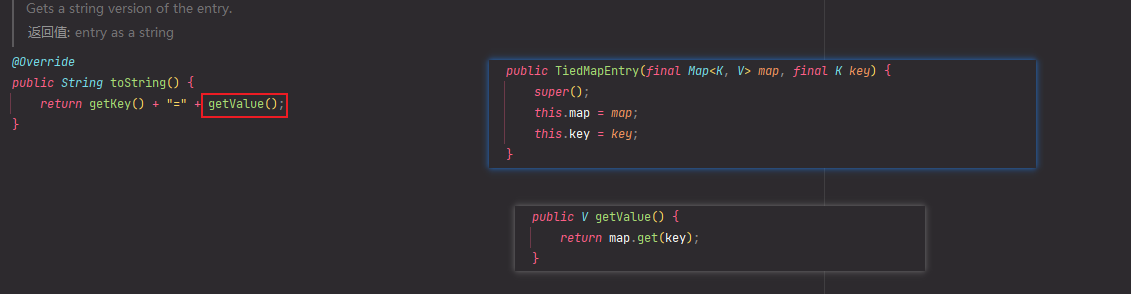 Gets a string version of the entry.
返回值: entry as a string
@Override
public String toString() {
    return getKey() + "=" + getValue();
}
public TiedMapEntry(final Map<K, V> map, final K key) {
    super();
    this.map = map;
    this.key = key;
}
public V getValue() {
    return map.get(key);
}